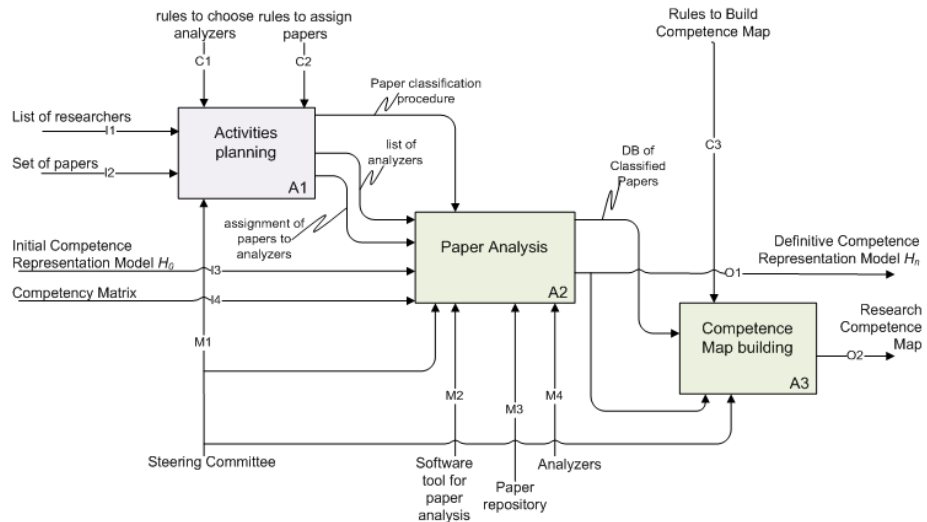 rules to choose
analyzers
rules to assign
papers
Rules to Build
Competence Map
C1
C2
Paper classification
procedure
List of researchers
I1
Activities
planning
A1
list of
analyzers
C3
DB of
Classified
Papers
Set of papers
I2
assignment of
papers to
analyzers
Initial Competence
Representation Model H₀
I3
Paper Analysis
A2
Definitive Competence
Representation Model Hₙ
O1
Competency Matrix
I4
M1
Competence
Map building
A3
Research
Competence
Map
O2
M2
M3
M4
Steering Committee
Software
tool for
paper
analysis
Paper
repository
Analyzers